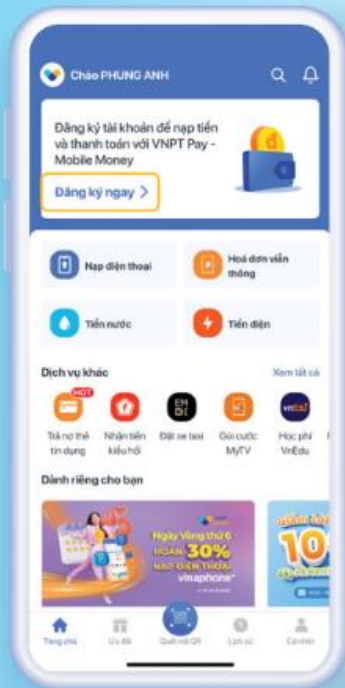 Chào PHUNG ANH
Đăng ký tài khoản để nạp tiền
và thanh toán với VNPT Pay -
Mobile Money
Đăng ký ngay >
đ
Nạp điện thoại
Hoá đơn viễn
thông
Tiền nước
Tiền điện
Dịch vụ khác
Xem tất cả
HOT
EM
DI
Trả nợ thẻ
tín dụng
Nhận tiền
kiều hối
Đặt xe taxi
Gói cước
MyTV
Học phí
VnEdu
Dành riêng cho bạn
Ngày Vàng thứ 6
HOÀN 30%
NẠP ĐIỆN THOẠI
vinaphone*
GIẢM
10
Trang chủ
Ưu đãi
Quét mã QR
Lịch sử
Cá nhân